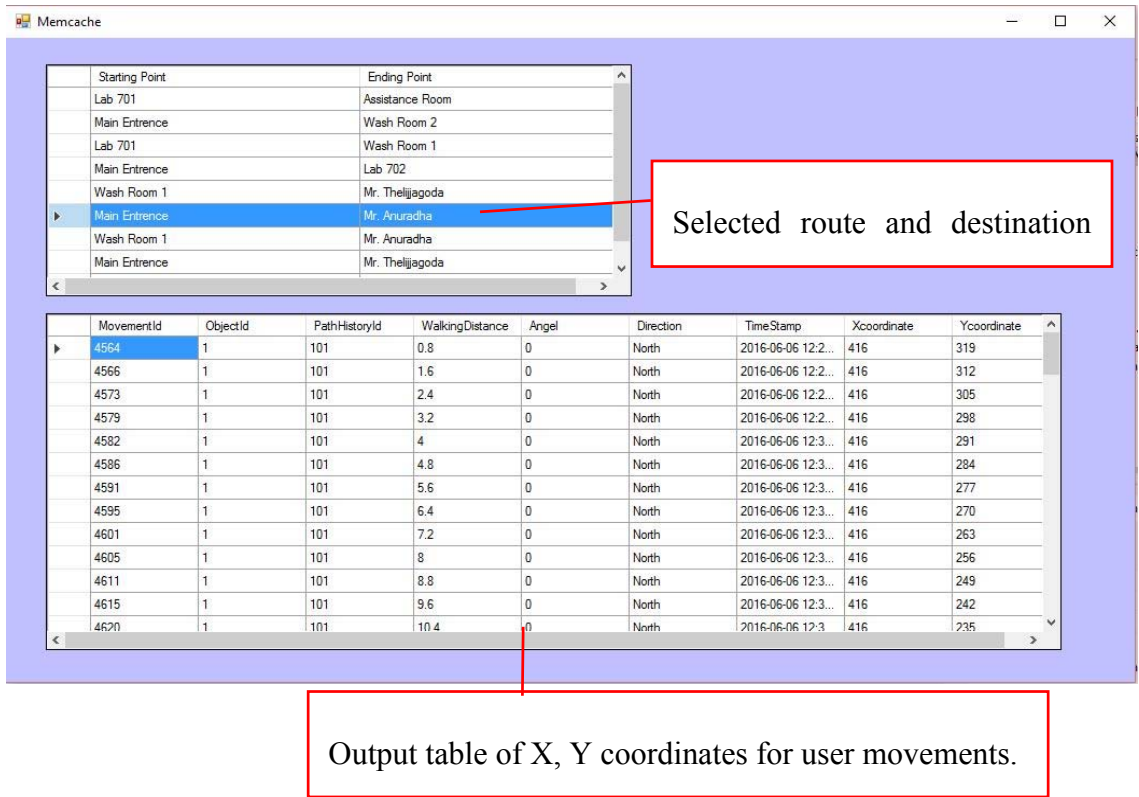 Memcache
Starting Point Ending Point
Lab 701 Assistance Room
Main Entrence Wash Room 2
Lab 701 Wash Room 1
Main Entrence Lab 702
Wash Room 1 Mr. Thelijjagoda
Main Entrence Mr. Anuradha
Wash Room 1 Mr. Anuradha
Main Entrence Mr. Thelijjagoda
Selected route and destination
MovementId ObjectId PathHistoryId WalkingDistance Angel Direction TimeStamp Xcoordinate Ycoordinate
4564 1 101 0.8 0 North 2016-06-06 12:2... 416 319
4566 1 101 1.6 0 North 2016-06-06 12:2... 416 312
4573 1 101 2.4 0 North 2016-06-06 12:2... 416 305
4579 1 101 3.2 0 North 2016-06-06 12:2... 416 298
4582 1 101 4 0 North 2016-06-06 12:3... 416 291
4586 1 101 4.8 0 North 2016-06-06 12:3... 416 284
4591 1 101 5.6 0 North 2016-06-06 12:3... 416 277
4595 1 101 6.4 0 North 2016-06-06 12:3... 416 270
4601 1 101 7.2 0 North 2016-06-06 12:3... 416 263
4605 1 101 8 0 North 2016-06-06 12:3... 416 256
4611 1 101 8.8 0 North 2016-06-06 12:3... 416 249
4615 1 101 9.6 0 North 2016-06-06 12:3... 416 242
4620 1 101 10.4 0 North 2016-06-06 12:3 416 235
Output table of X, Y coordinates for user movements.